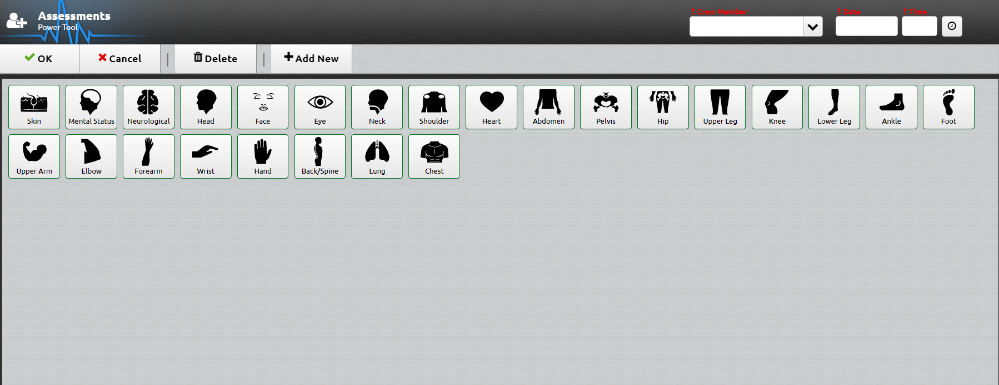 Assessments
Power Tool
! Crew Member
! Date
! Time
OK
Cancel
|
Delete
|
Add New
Skin
Mental Status
Neurological
Head
Face
Eye
Neck
Shoulder
Heart
Abdomen
Pelvis
Hip
Upper Leg
Knee
Lower Leg
Ankle
Foot
Upper Arm
Elbow
Forearm
Wrist
Hand
Back/Spine
Lung
Chest